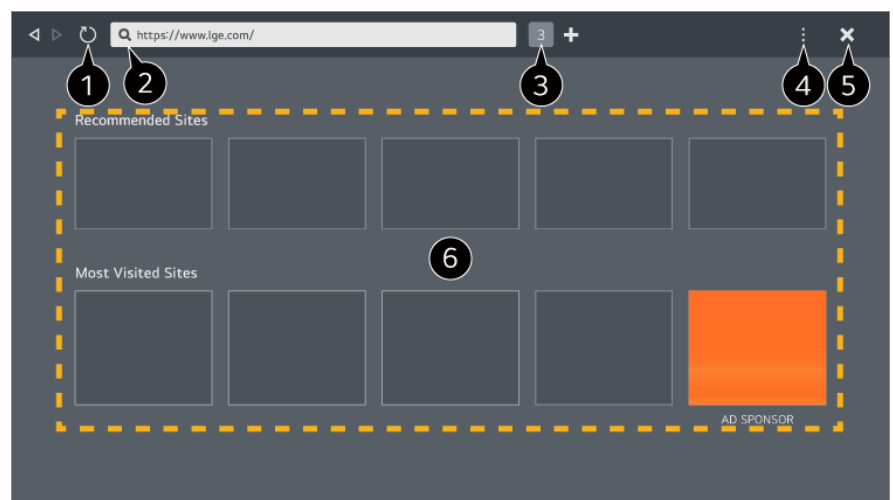 https://www.lge.com/ 3
1 2 3 4 5
Recommended Sites
6
Most Visited Sites
AD SPONSOR